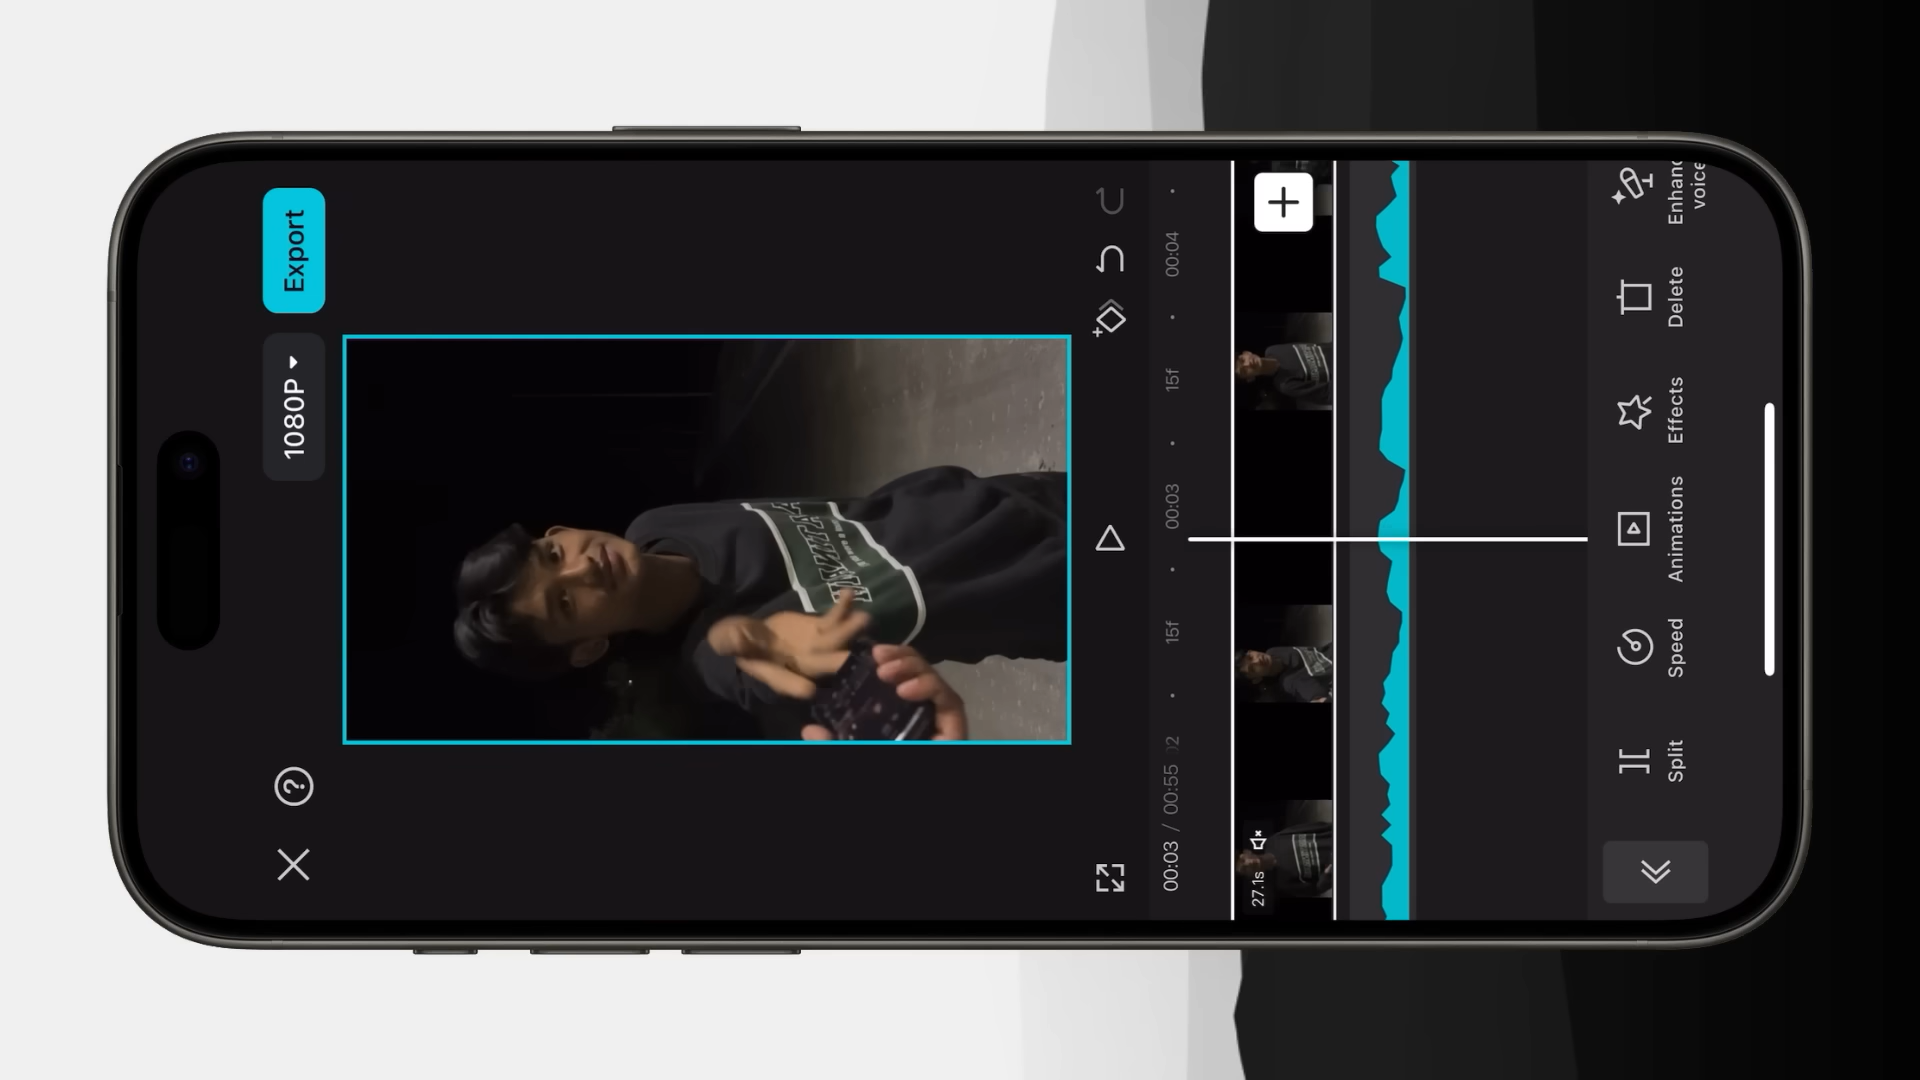 1080P
Export
00:03 / 00:55
15f
00:03
15f
00:04
27.1s
Split
Speed
Animations
Effects
Delete
voice